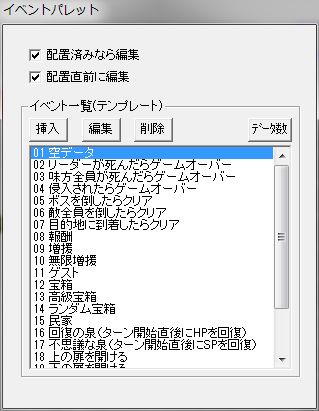 イベントパレット
配置済みなら編集
配置直前に編集
イベント一覧(テンプレート)
挿入 編集 削除 データ数
01 空データ
02 リーダーが死んだらゲームオーバー
03 味方全員が死んだらゲームオーバー
04 侵入されたらゲームオーバー
05 ボスを倒したらクリア
06 敵全員を倒したらクリア
07 目的地に到着したらクリア
08 報酬
09 増援
10 無限増援
11 ゲスト
12 宝箱
13 高級宝箱
14 ランダム宝箱
15 民家
16 回復の泉(ターン開始直後にHPを回復)
17 不思議な泉(ターン開始直後にSPを回復)
18 上の扉を開ける